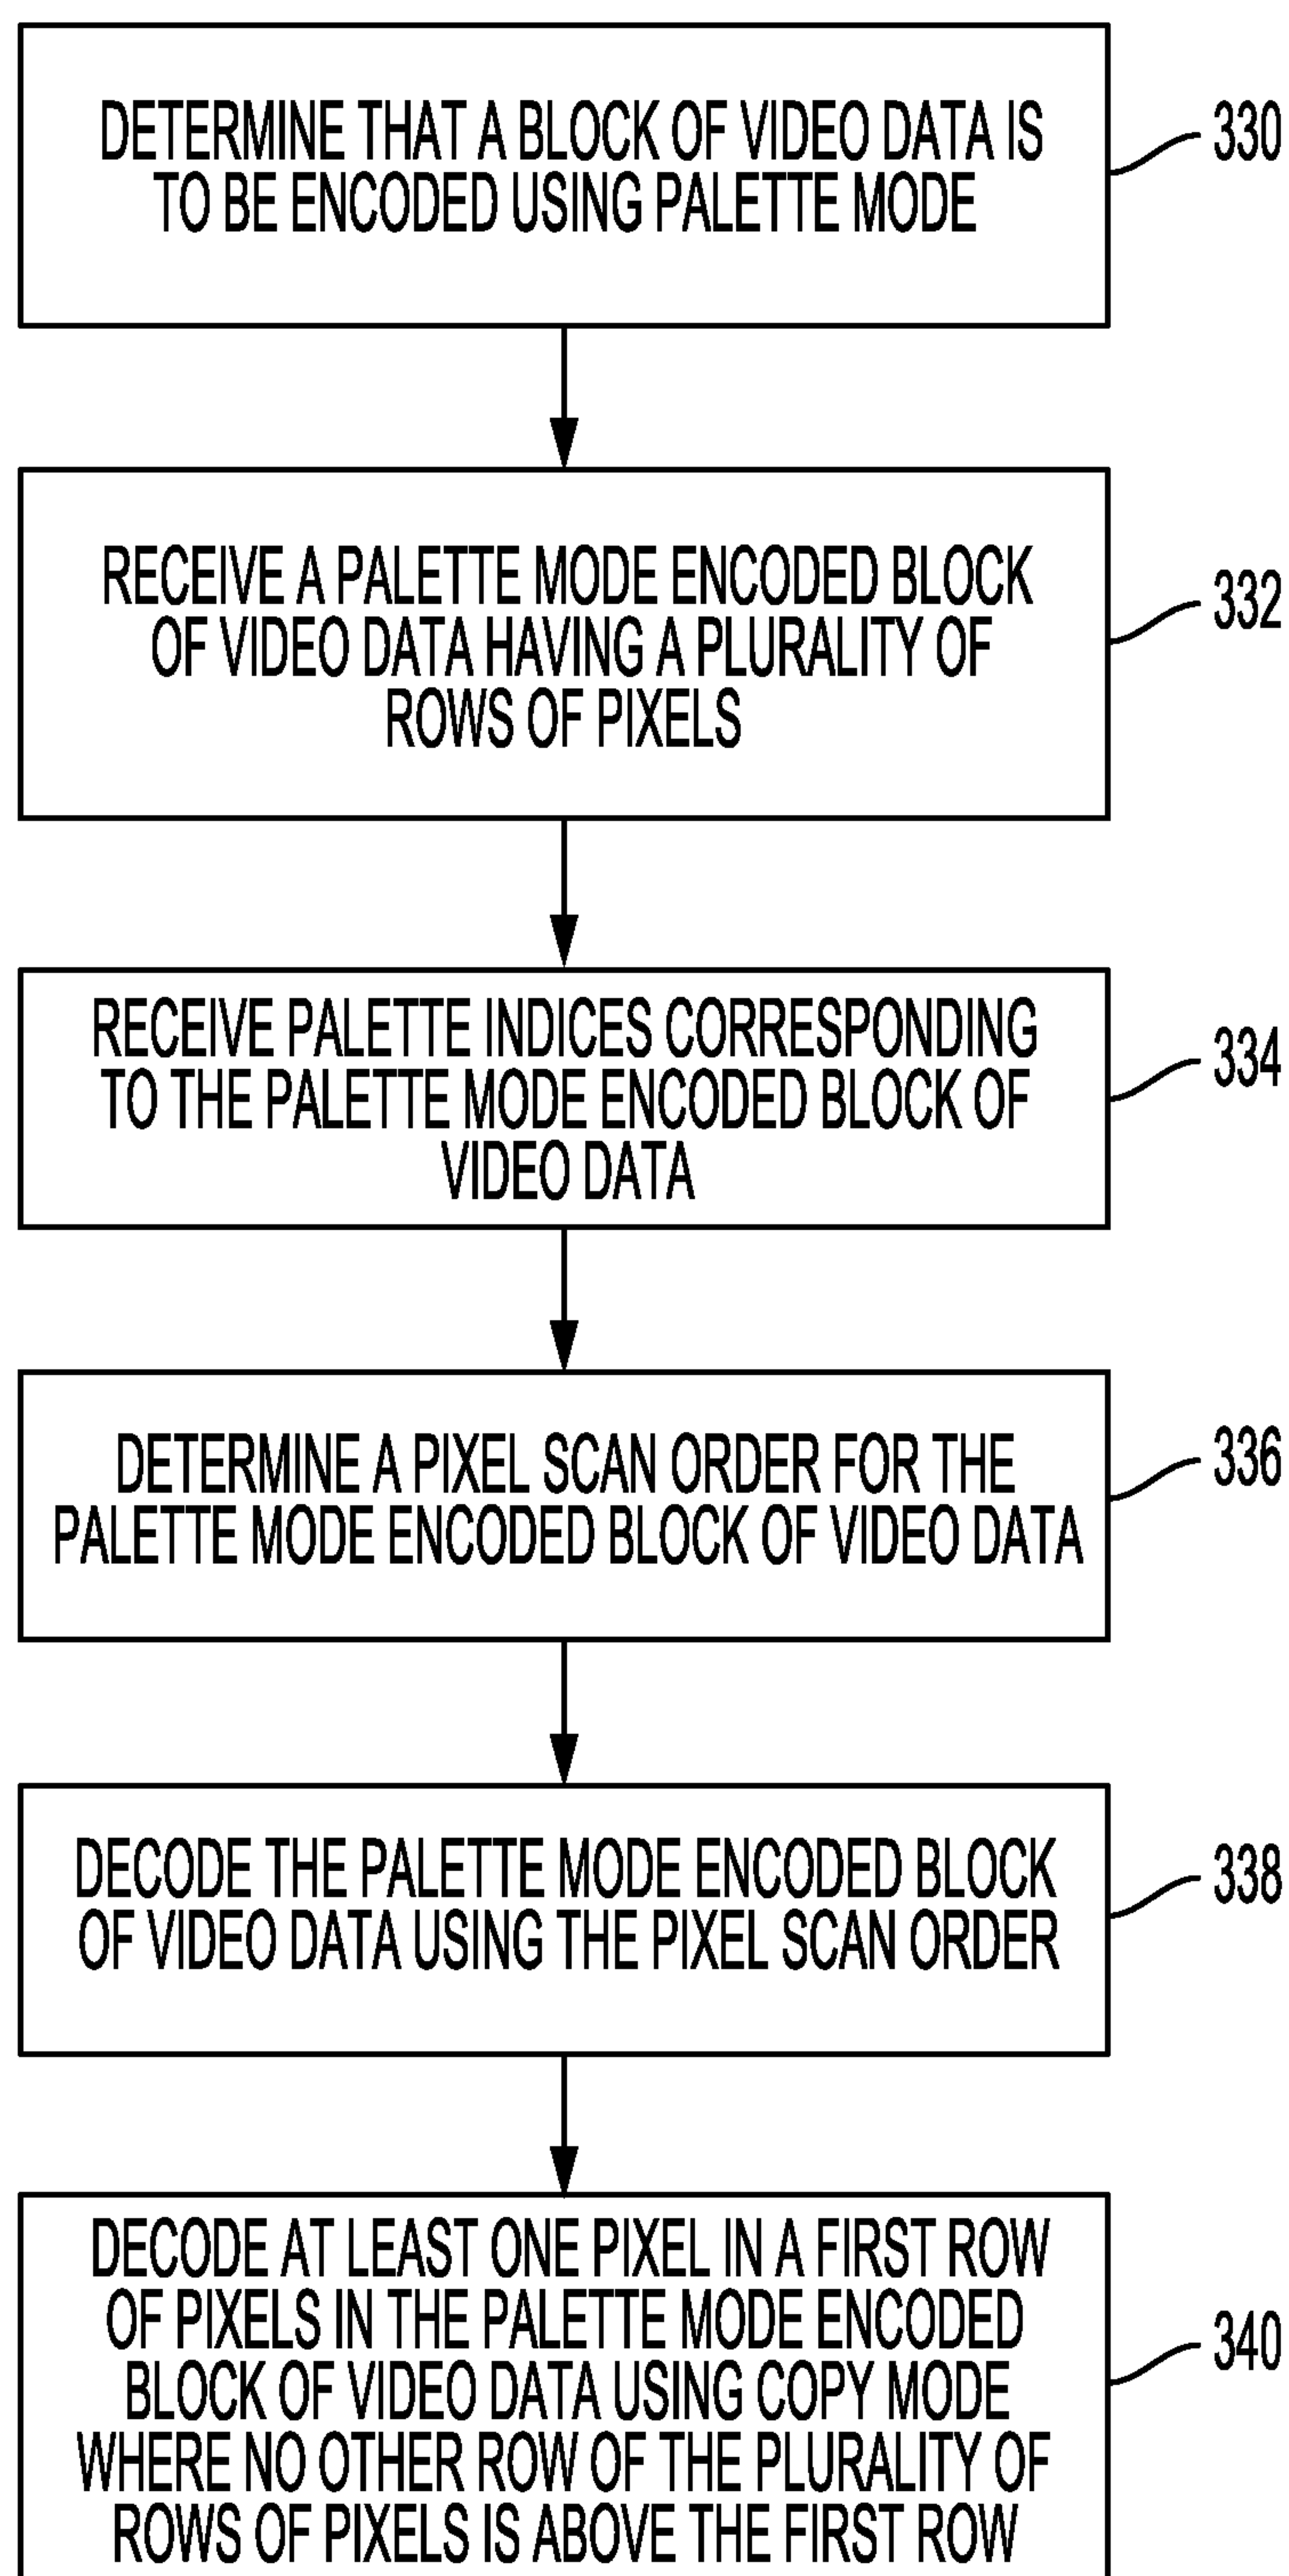 DETERMINE THAT A BLOCK OF VIDEO DATA IS
TO BE ENCODED USING PALETTE MODE
330
RECEIVE A PALETTE MODE ENCODED BLOCK
OF VIDEO DATA HAVING A PLURALITY OF
ROWS OF PIXELS
332
RECEIVE PALETTE INDICES CORRESPONDING
TO THE PALETTE MODE ENCODED BLOCK OF
VIDEO DATA
334
DETERMINE A PIXEL SCAN ORDER FOR THE
PALETTE MODE ENCODED BLOCK OF VIDEO DATA
336
DECODE THE PALETTE MODE ENCODED BLOCK
OF VIDEO DATA USING THE PIXEL SCAN ORDER
338
DECODE AT LEAST ONE PIXEL IN A FIRST ROW
OF PIXELS IN THE PALETTE MODE ENCODED
BLOCK OF VIDEO DATA USING COPY MODE
WHERE NO OTHER ROW OF THE PLURALITY OF
ROWS OF PIXELS IS ABOVE THE FIRST ROW
340